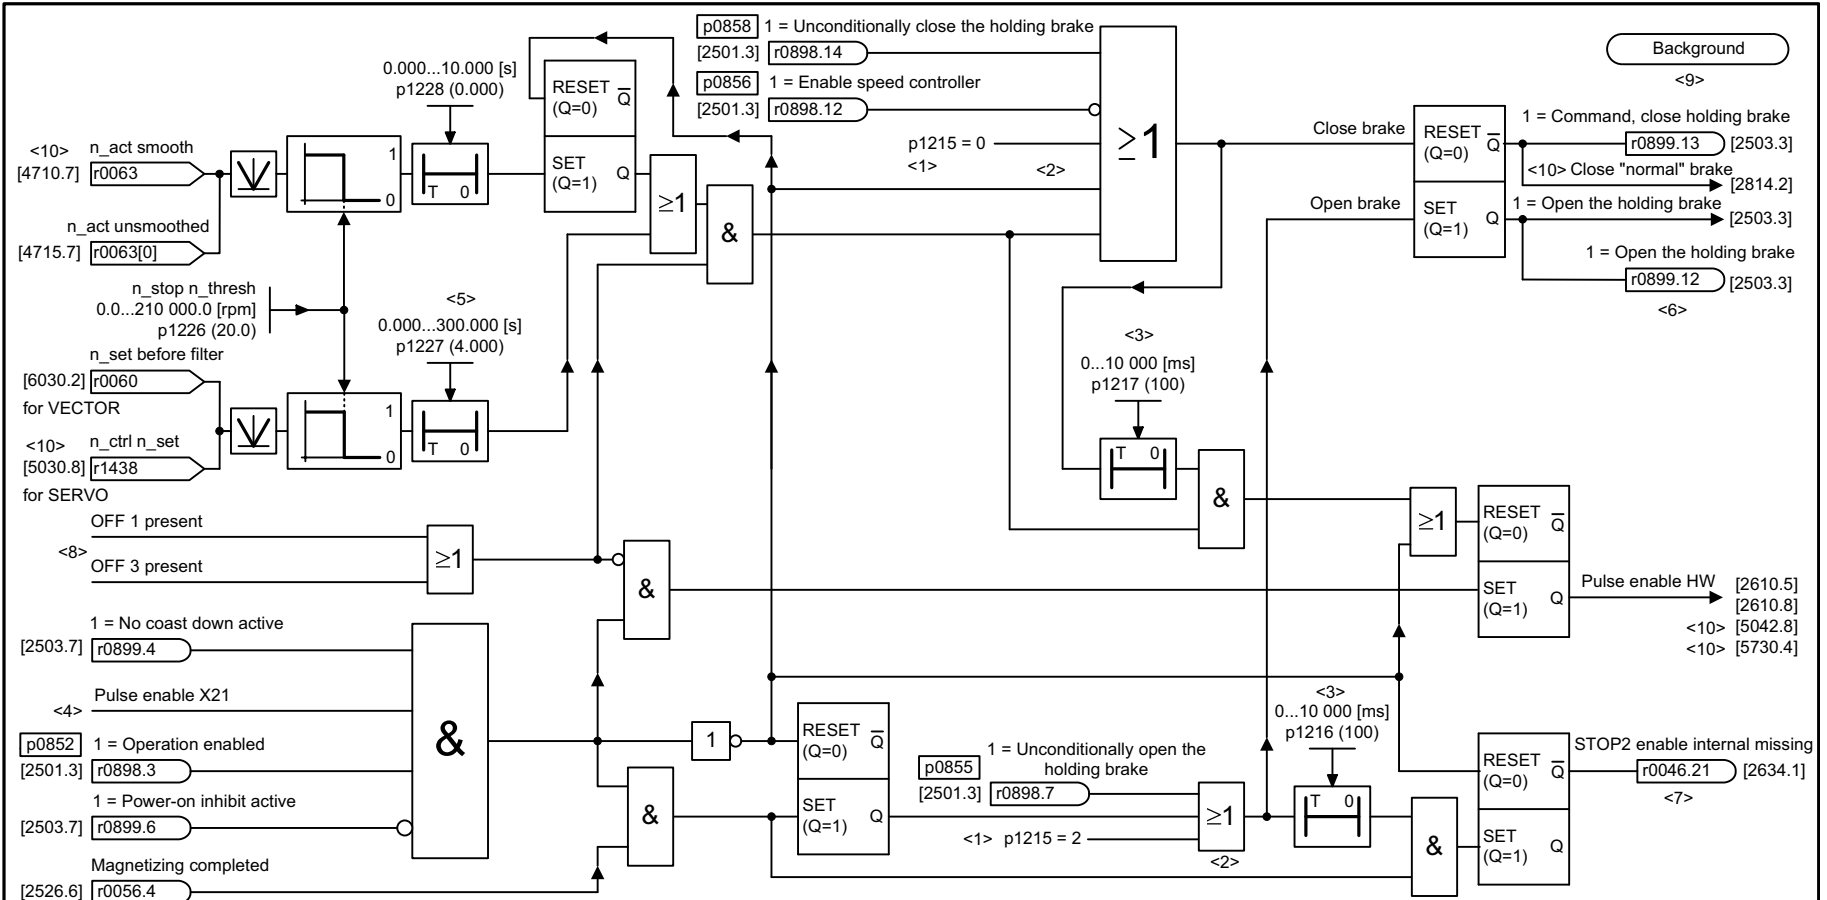 p0858 1 = Unconditionally close the holding brake
[2501.3] r0898.14
p0856 1 = Enable speed controller
[2501.3] r0898.12
p1215 = 0
<1>
<2>
≥1
Background
<9>
0.000...10.000 [s]
p1228 (0.000)
<10> n_act smooth
[4710.7] r0063
1
0
T 0
RESET
(Q=0)
Q̅
SET
(Q=1)
Q
≥1
&
n_act unsmoothed
[4715.7] r0063[0]
n_stop n_thresh
0.0...210 000.0 [rpm]
p1226 (20.0)
<5>
0.000...300.000 [s]
p1227 (4.000)
n_set before filter
[6030.2] r0060
for VECTOR
<10> n_ctrl n_set
[5030.8] r1438
for SERVO
1
0
T 0
Close brake
Open brake
RESET
(Q=0)
Q̅
SET
(Q=1)
Q
1 = Command, close holding brake
r0899.13 [2503.3]
<10> Close "normal" brake
[2814.2]
1 = Open the holding brake
[2503.3]
1 = Open the holding brake
r0899.12 [2503.3]
<6>
<3>
0...10 000 [ms]
p1217 (100)
T 0
&
≥1
RESET
(Q=0)
Q̅
SET
(Q=1)
Q
Pulse enable HW
[2610.5]
[2610.8]
<10> [5042.8]
<10> [5730.4]
OFF 1 present
<8>
OFF 3 present
≥1
&
1 = No coast down active
[2503.7] r0899.4
Pulse enable X21
<4>
p0852 1 = Operation enabled
[2501.3] r0898.3
1 = Power-on inhibit active
[2503.7] r0899.6
&
Magnetizing completed
[2526.6] r0056.4
1
&
RESET
(Q=0)
Q̅
SET
(Q=1)
Q
1 = Unconditionally open the
holding brake
p0855
[2501.3] r0898.7
<1> p1215 = 2
≥1
<2>
<3>
0...10 000 [ms]
p1216 (100)
T 0
&
RESET
(Q=0)
Q̅
SET
(Q=1)
Q
STOP2 enable internal missing
r0046.21 [2634.1]
<7>